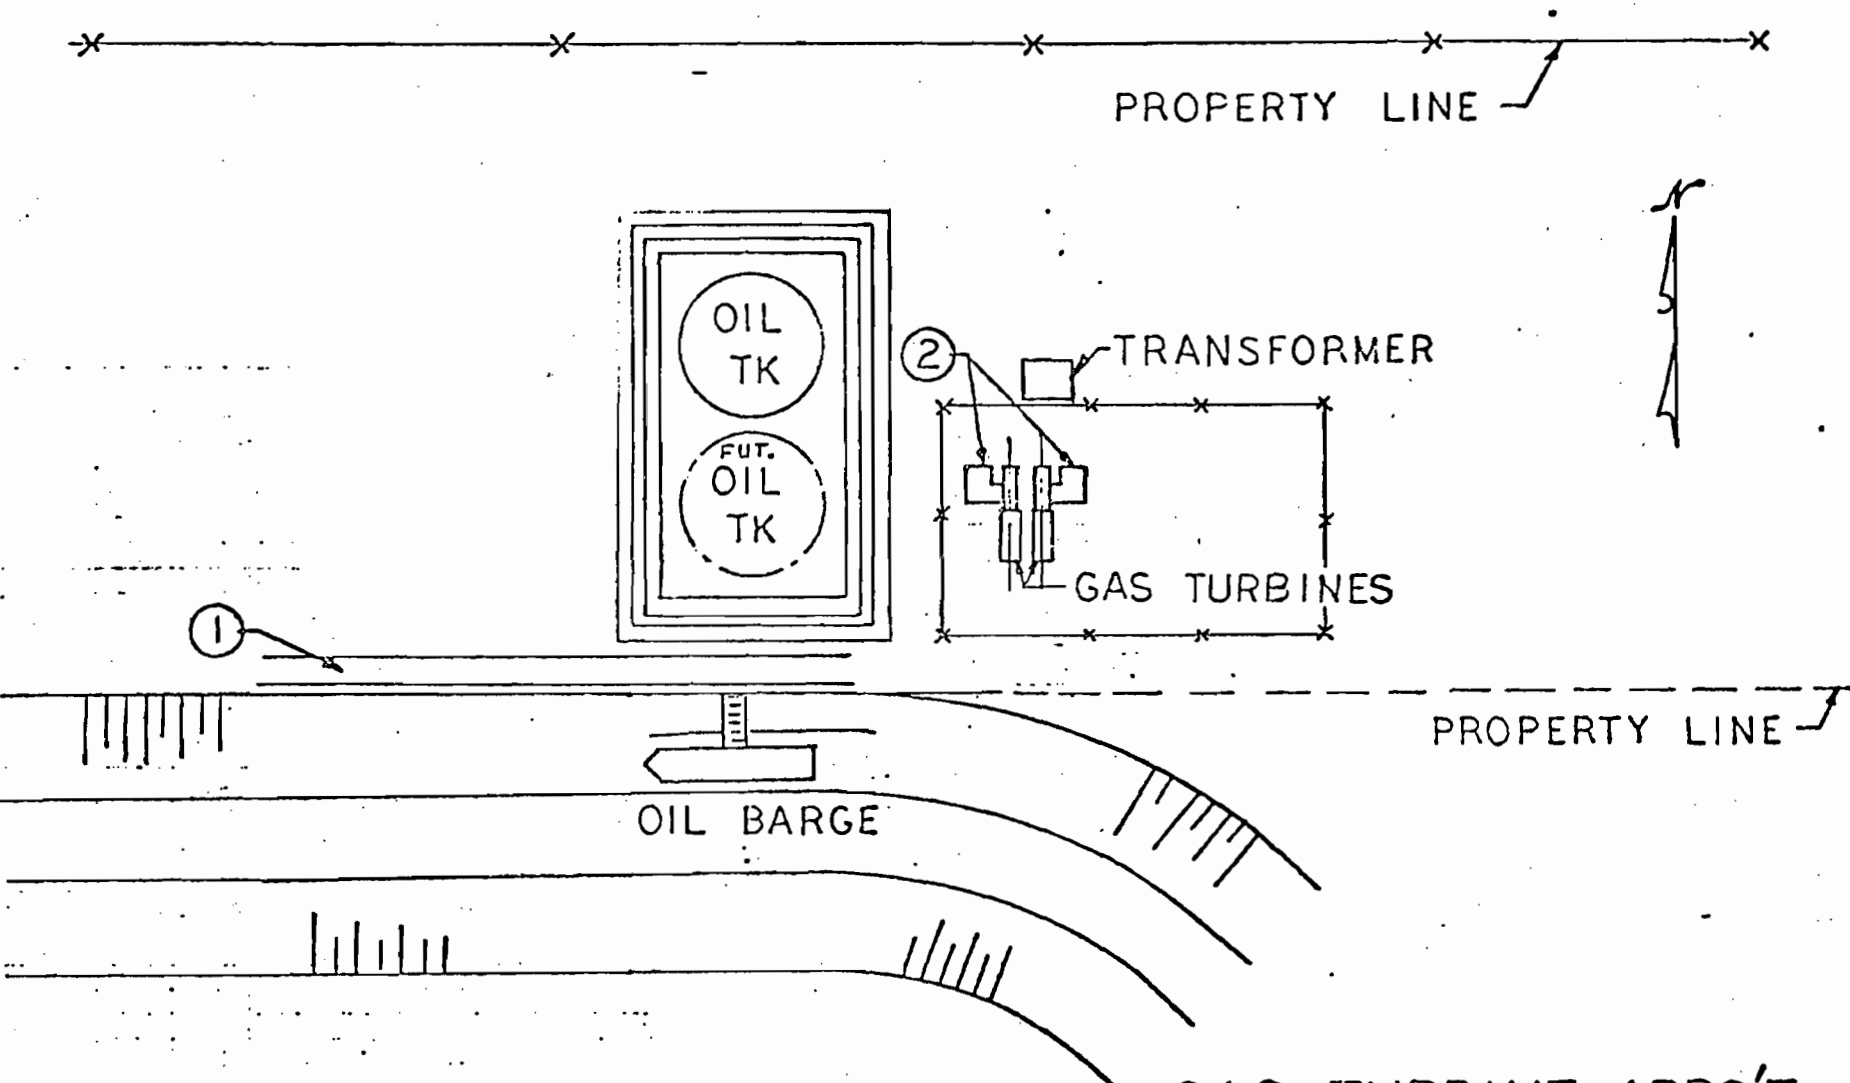 PROPERTY LINE
N
OIL
TK
2
TRANSFORMER
FUT.
OIL
TK
GAS TURBINES
1
PROPERTY LINE
OIL BARGE